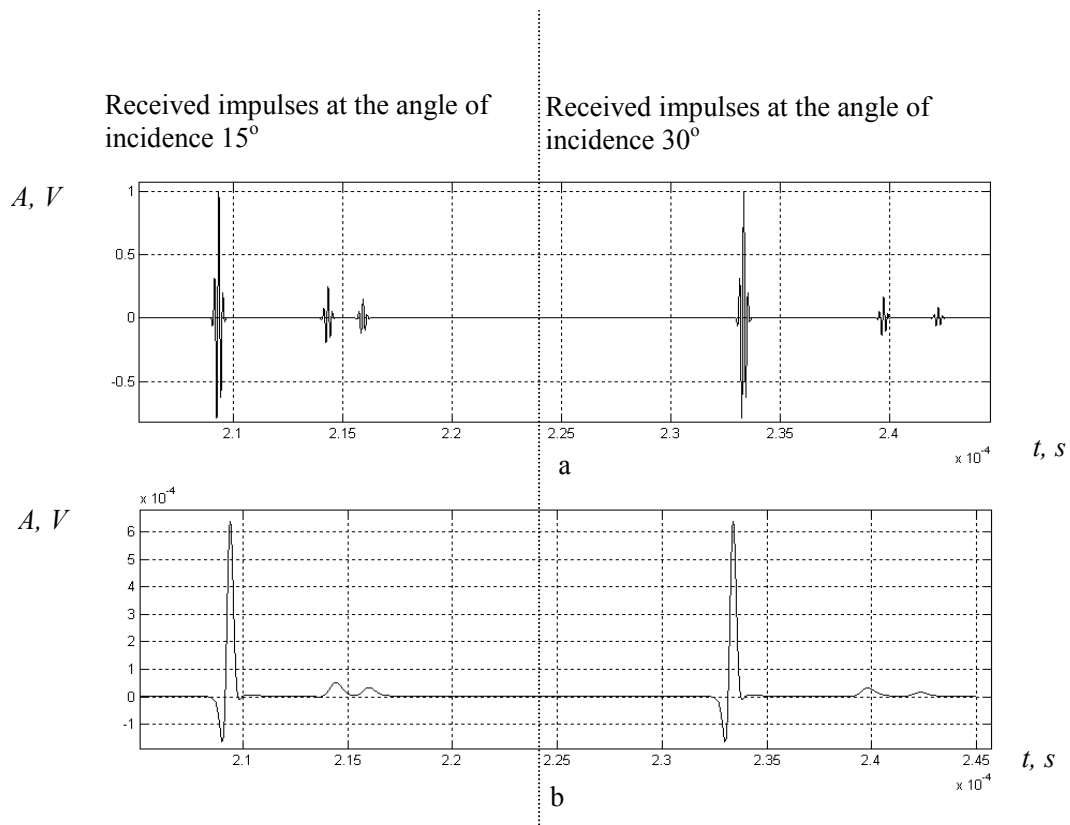 Received impulses at the angle of
incidence 15°
Received impulses at the angle of
incidence 30°
A, V
1
0.5
0
-0.5
2.1
2.15
2.2
2.25
2.3
2.35
2.4
x 10⁻⁴
t, s
a
x 10⁻⁴
A, V
6
5
4
3
2
1
0
-1
2.1
2.15
2.2
2.25
2.3
2.35
2.4
2.45
x 10⁻⁴
t, s
b